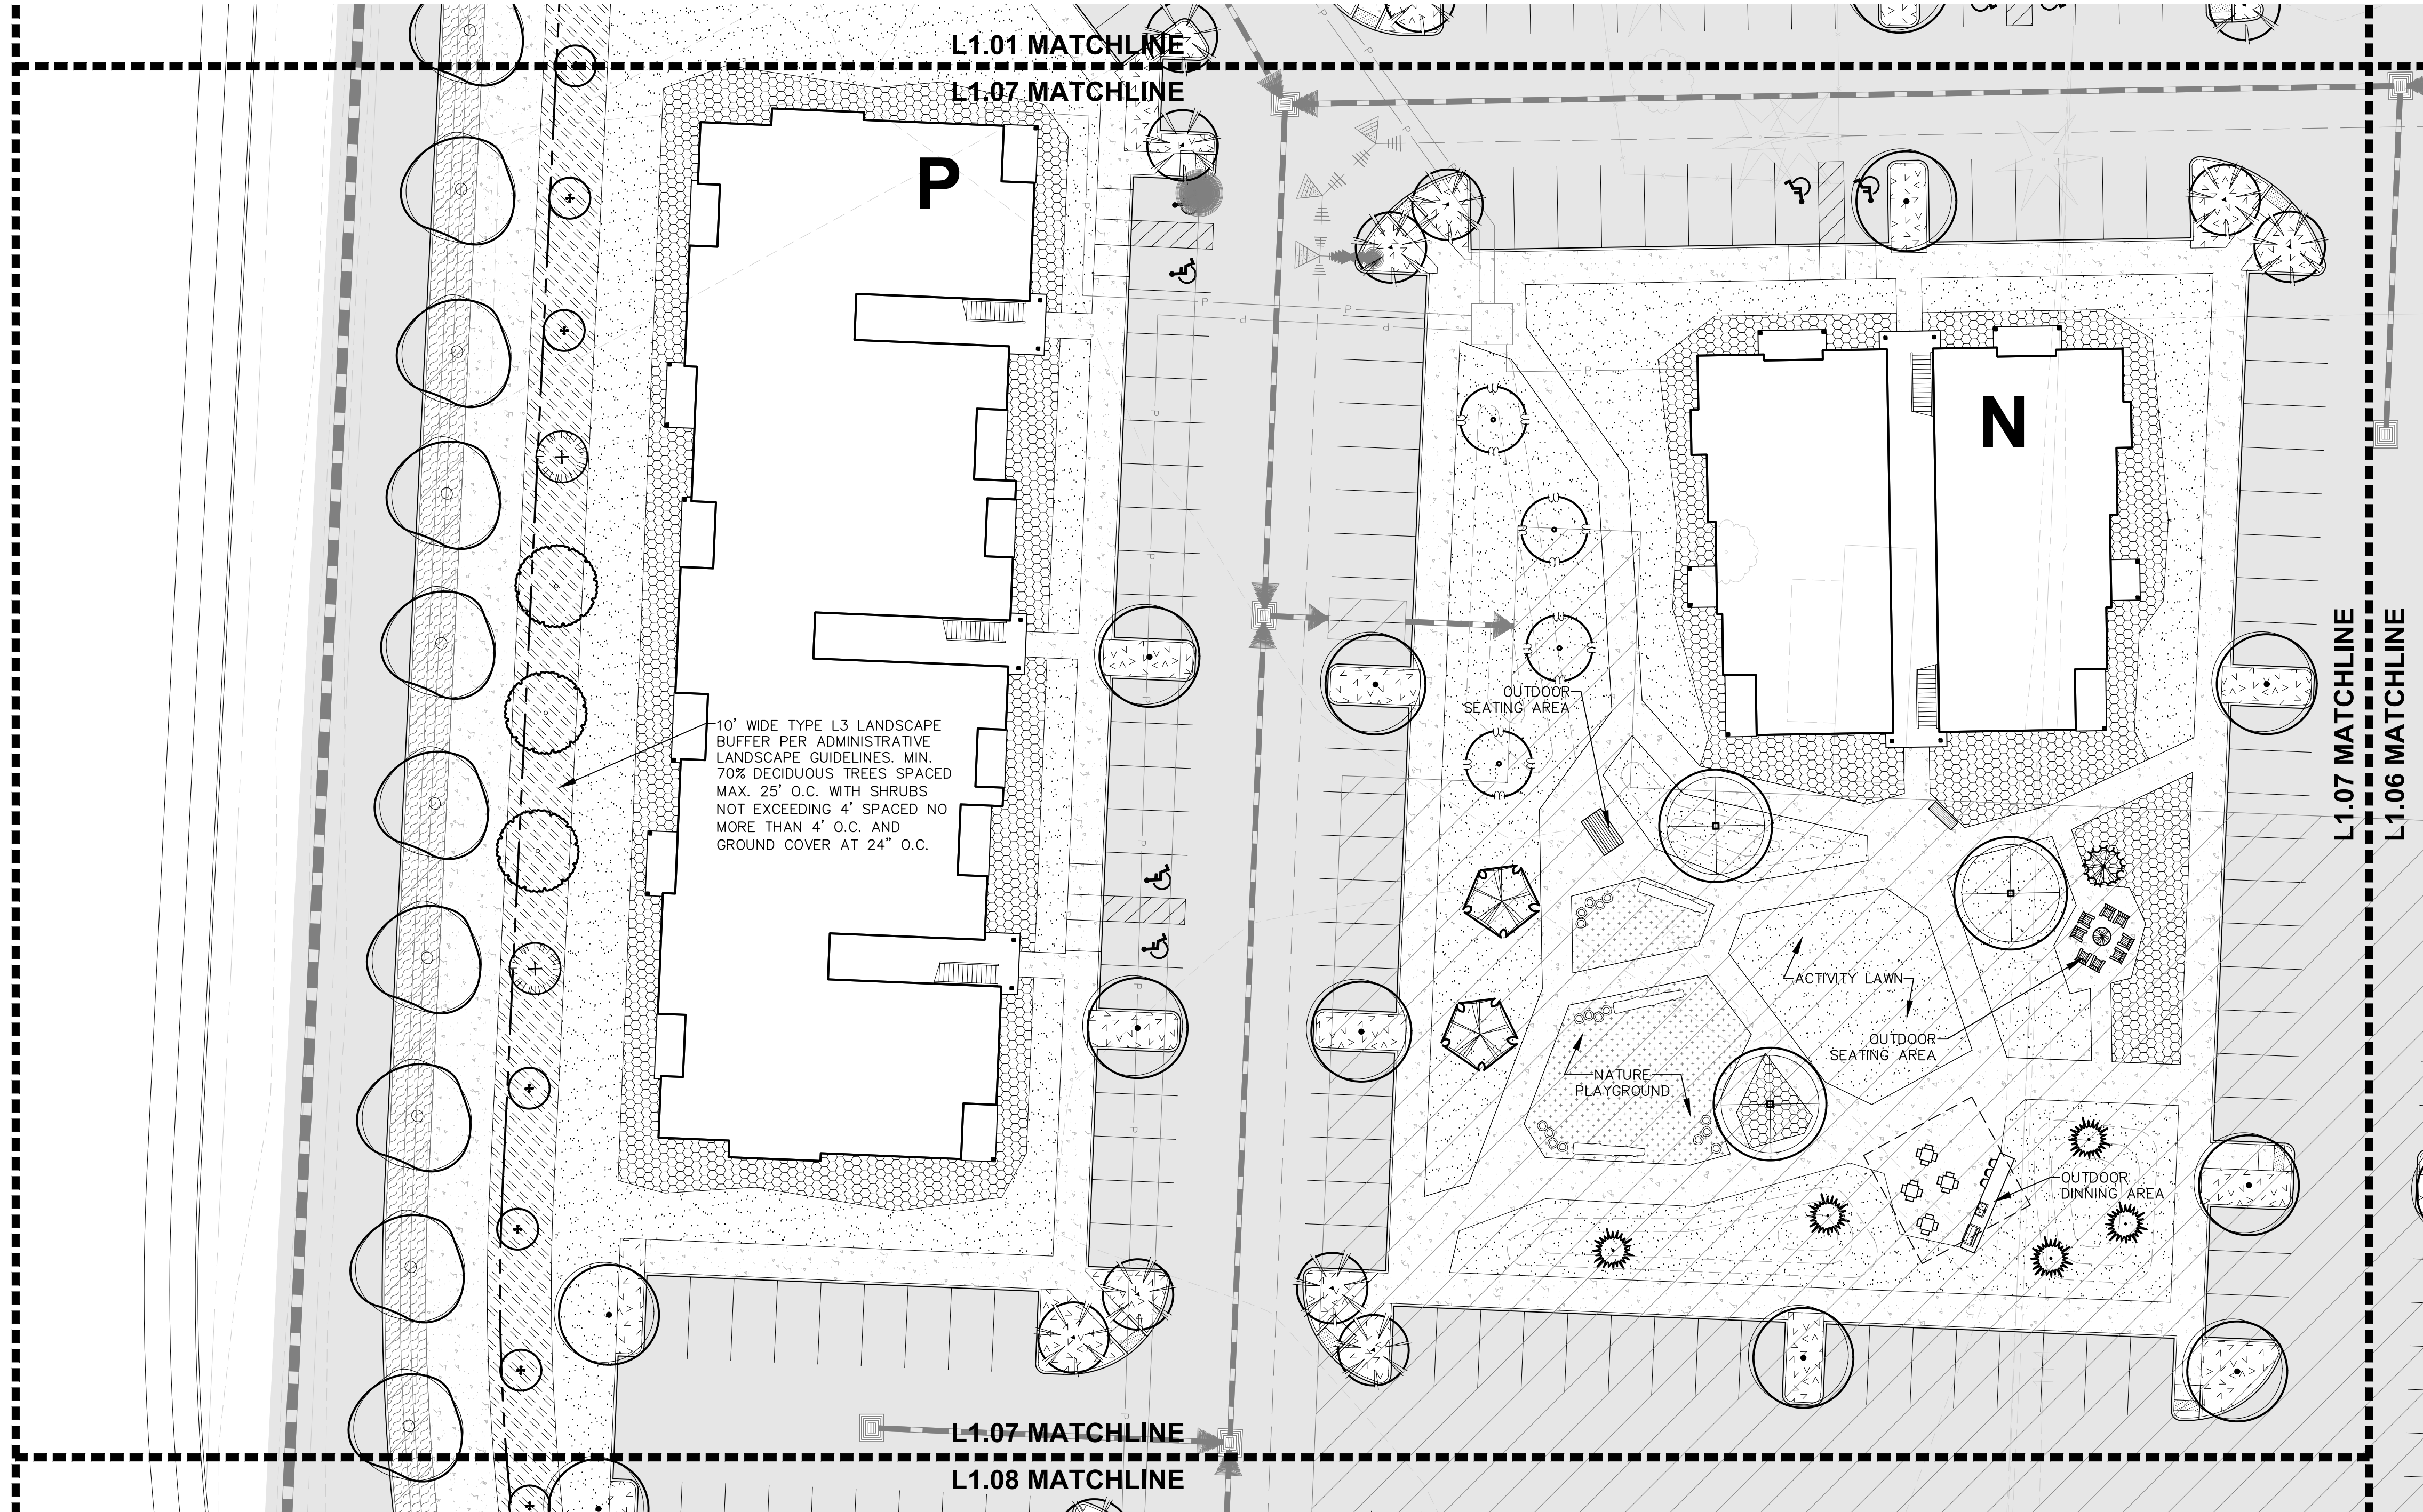 L1.01 MATCHLINE
L1.07 MATCHLINE
P
N
10' WIDE TYPE L3 LANDSCAPE
BUFFER PER ADMINISTRATIVE
LANDSCAPE GUIDELINES. MIN.
70% DECIDUOUS TREES SPACED
MAX. 25' O.C. WITH SHRUBS
NOT EXCEEDING 4' SPACED NO
MORE THAN 4' O.C. AND
GROUND COVER AT 24" O.C.
OUTDOOR
SEATING AREA
L1.07 MATCHLINE
L1.06 MATCHLINE
ACTIVITY LAWN
OUTDOOR
SEATING AREA
NATURE
PLAYGROUND
OUTDOOR
DINNING AREA
L1.07 MATCHLINE
L1.08 MATCHLINE